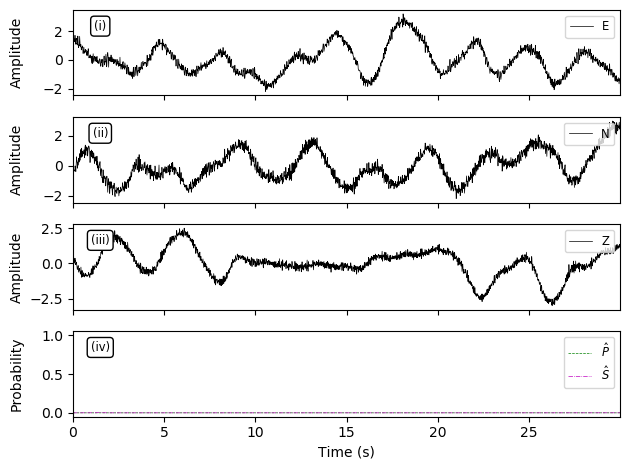 (i)
E
2
0
−2
Amplitude
(ii)
N
2
0
−2
Amplitude
(iii)
Z
2.5
0.0
−2.5
Amplitude
(iv)
P̂
Ŝ
1.0
0.5
0.0
Probability
0 5 10 15 20 25
Time (s)